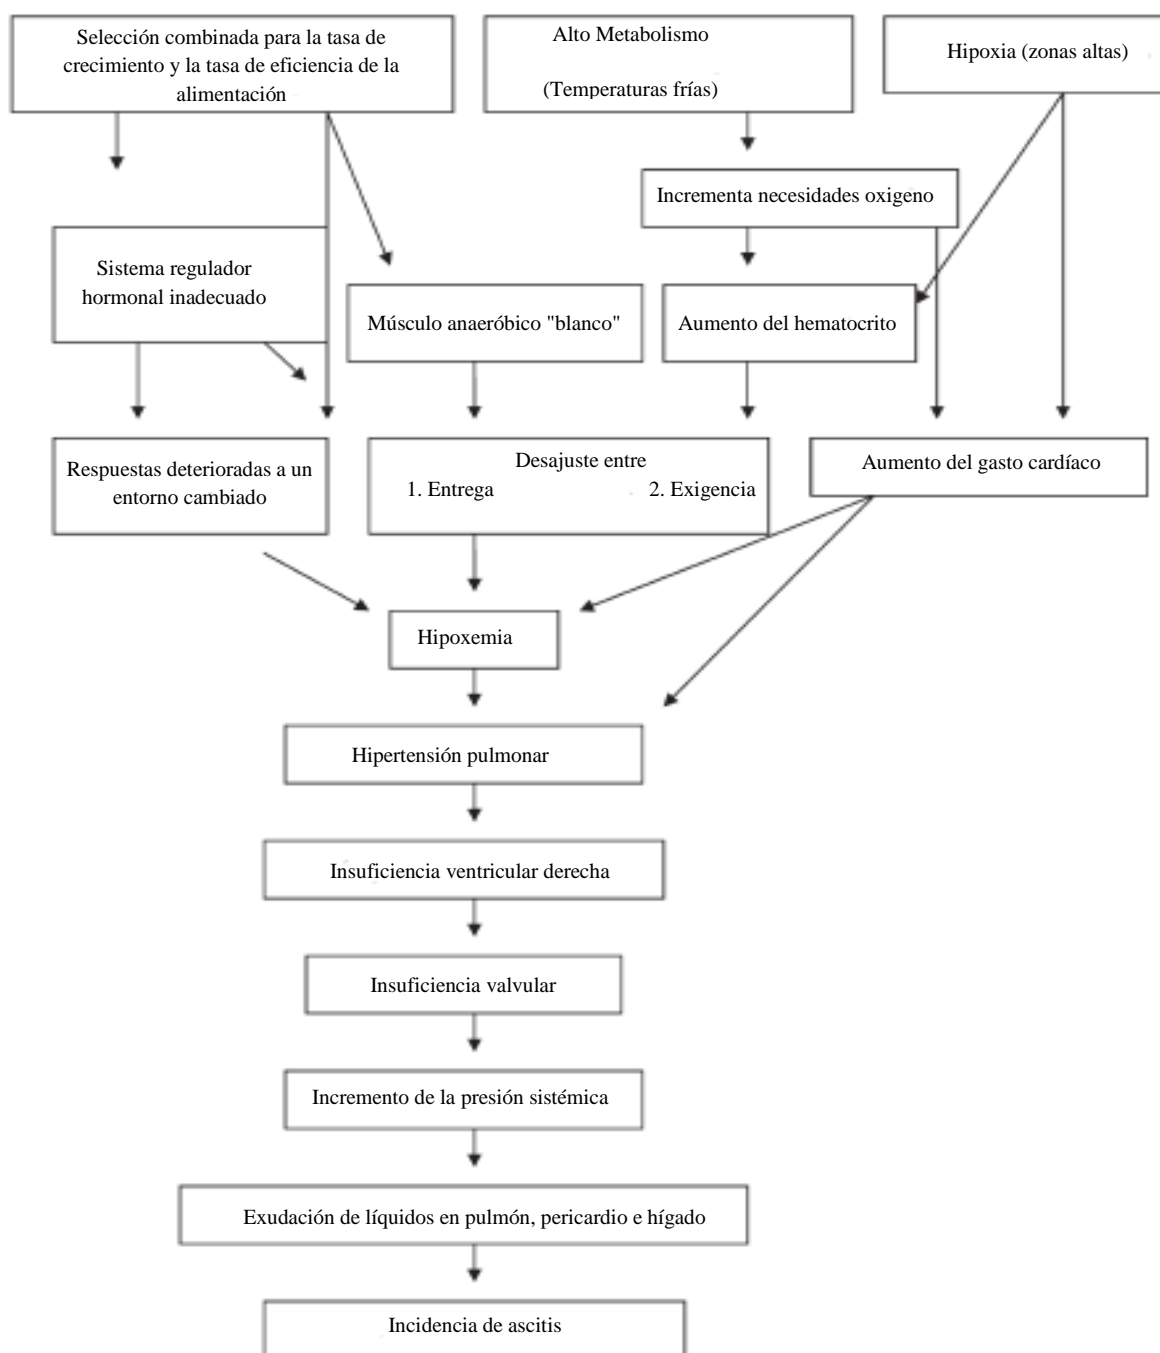 Selección combinada para la tasa de
crecimiento y la tasa de eficiencia de la
alimentación
Alto Metabolismo
(Temperaturas frías)
Hipoxia (zonas altas)
Incrementa necesidades oxigeno
Sistema regulador
hormonal inadecuado
Músculo anaeróbico "blanco"
Aumento del hematocrito
Respuestas deterioradas a un
entorno cambiado
Desajuste entre
1. Entrega 2. Exigencia
Aumento del gasto cardíaco
Hipoxemia
Hipertensión pulmonar
Insuficiencia ventricular derecha
Insuficiencia valvular
Incremento de la presión sistémica
Exudación de líquidos en pulmón, pericardio e hígado
Incidencia de ascitis